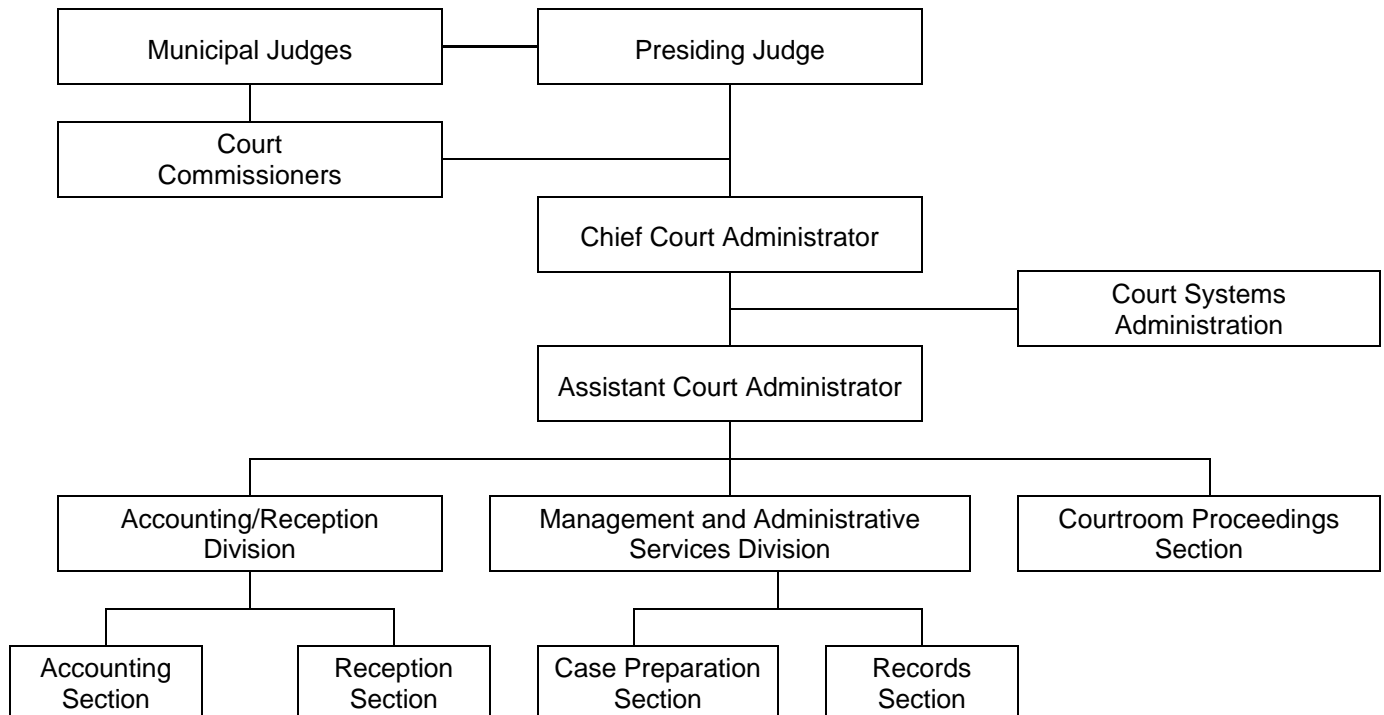 Municipal Judges
Presiding Judge
Court
Commissioners
Chief Court Administrator
Court Systems
Administration
Assistant Court Administrator
Accounting/Reception
Division
Management and Administrative
Services Division
Courtroom Proceedings
Section
Accounting
Section
Reception
Section
Case Preparation
Section
Records
Section